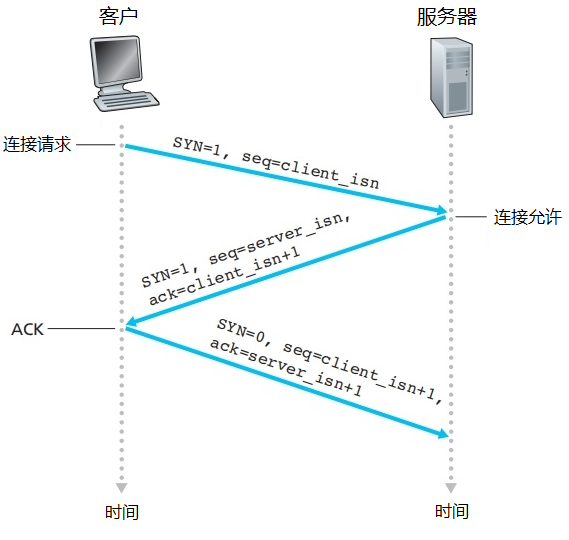 客户
服务器
连接请求
SYN=1, seq=client_isn
连接允许
SYN=1, seq=server_isn,
ack=client_isn+1
ACK
SYN=0, seq=client_isn+1,
ack=server_isn+1
时间
时间